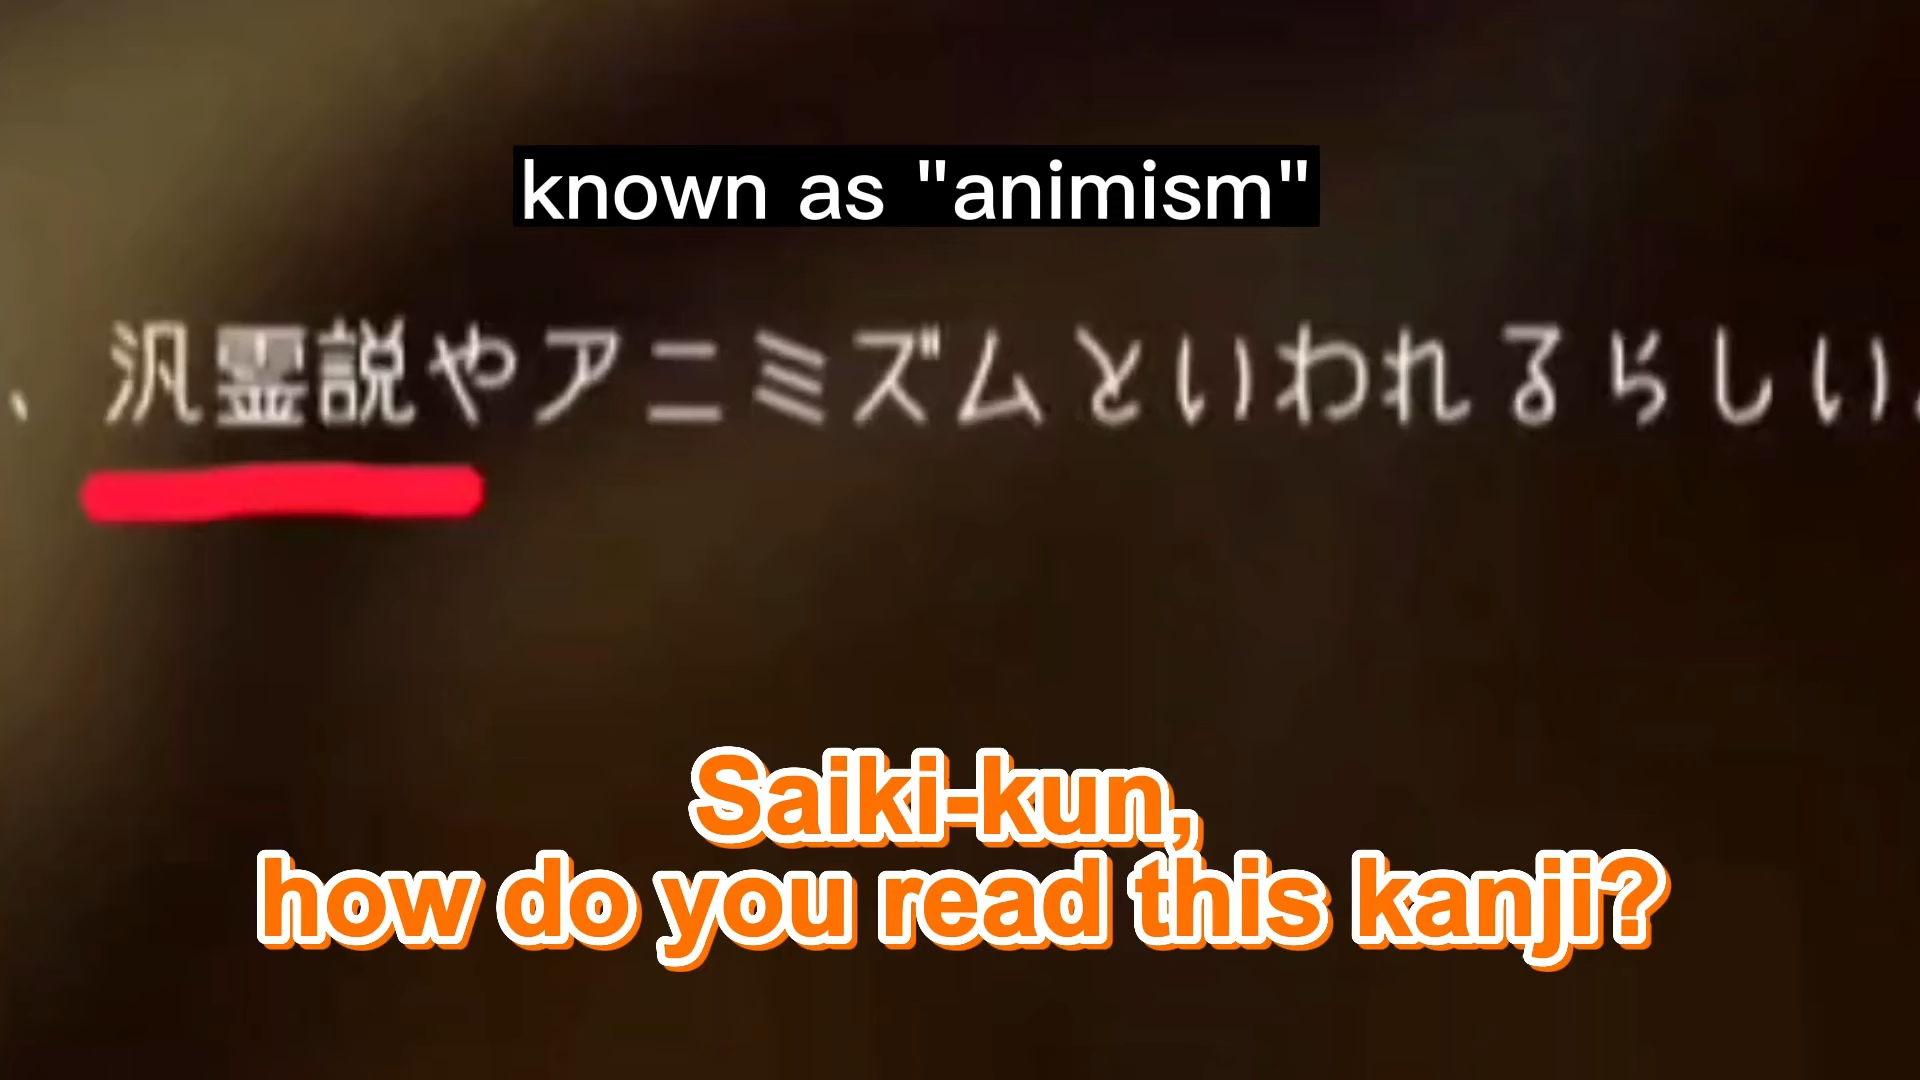 known as "animism"
、汎霊説やアニミズムといわれるらしい。
Saiki-kun,
how do you read this kanji?